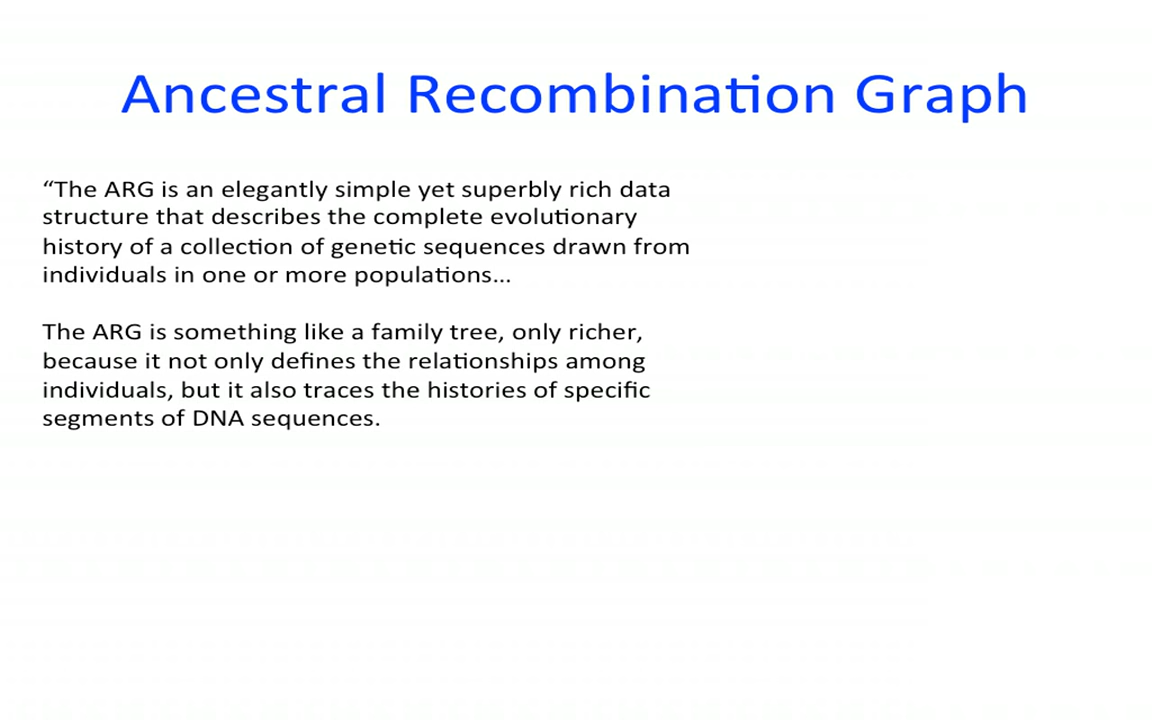 Ancestral Recombination Graph
“The ARG is an elegantly simple yet superbly rich data
structure that describes the complete evolutionary
history of a collection of genetic sequences drawn from
individuals in one or more populations...
The ARG is something like a family tree, only richer,
because it not only defines the relationships among
individuals, but it also traces the histories of specific
segments of DNA sequences.